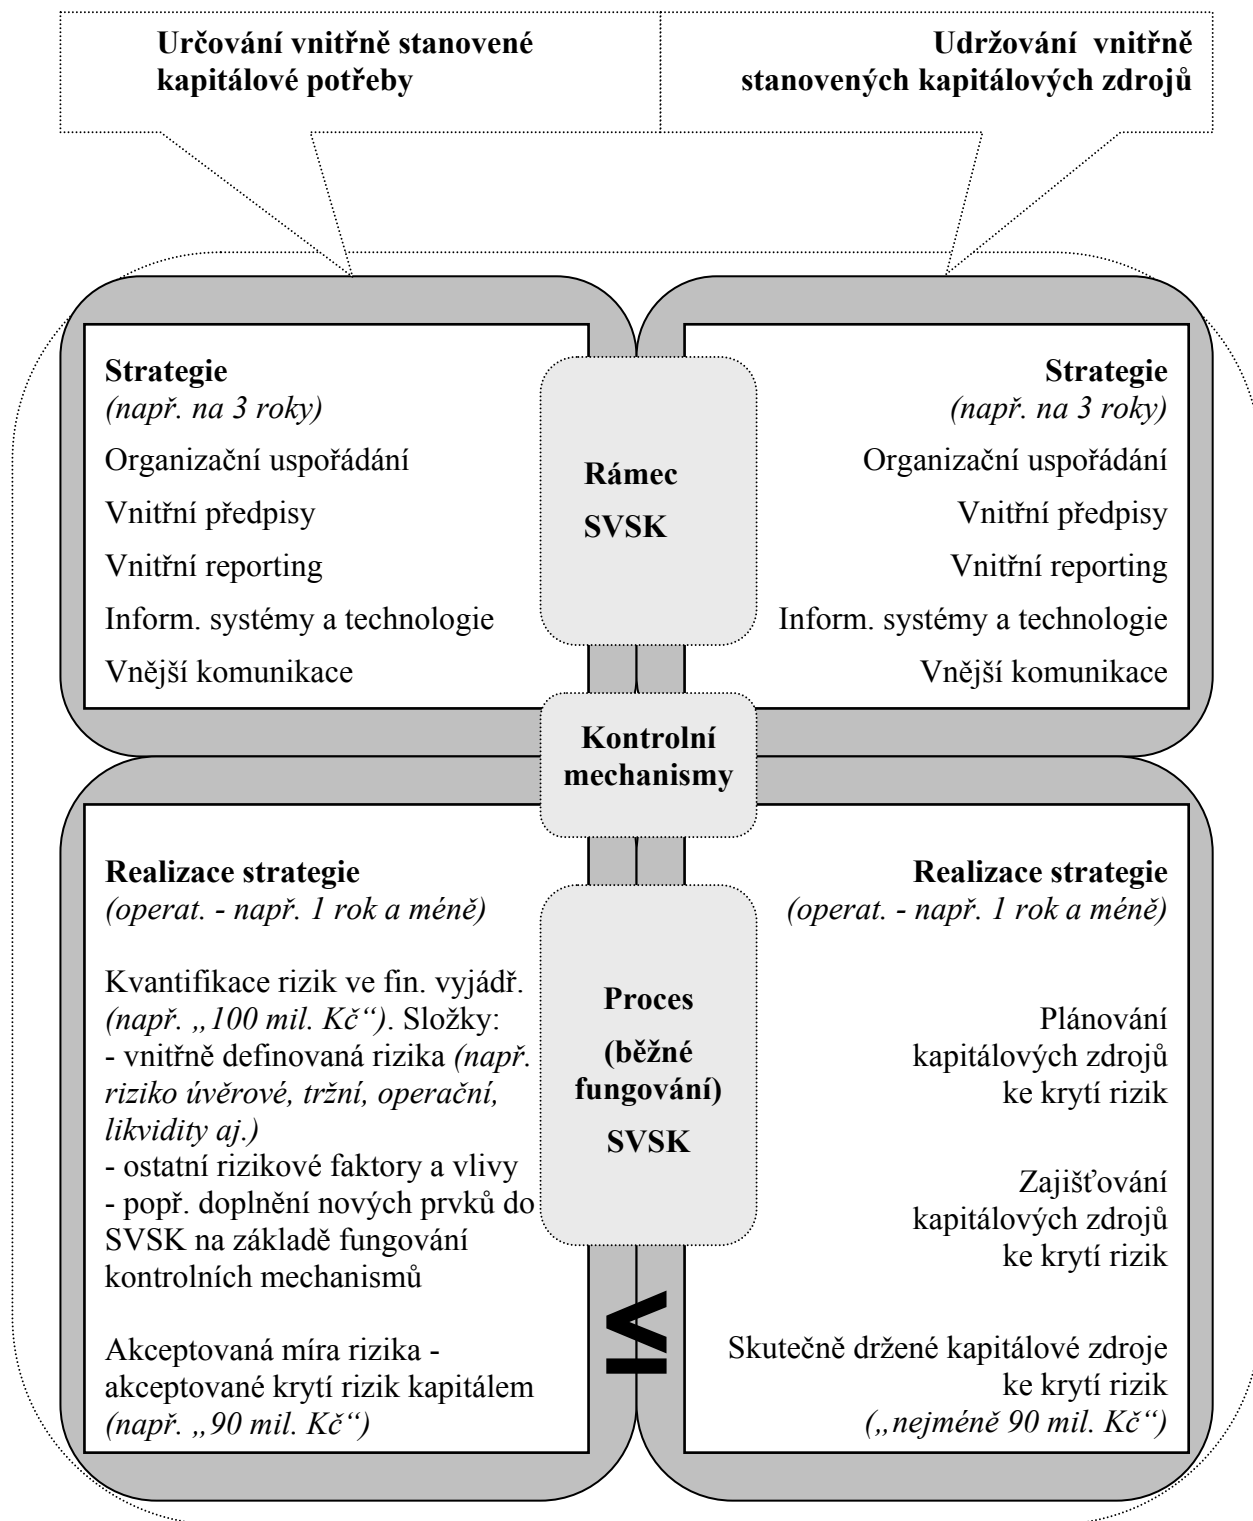 Určování vnitřně stanovené
kapitálové potřeby
Udržování vnitřně
stanovených kapitálových zdrojů
Strategie
(např. na 3 roky)
Organizační uspořádání
Vnitřní předpisy
Vnitřní reporting
Inform. systémy a technologie
Vnější komunikace
Rámec
SVSK
Strategie
(např. na 3 roky)
Organizační uspořádání
Vnitřní předpisy
Vnitřní reporting
Inform. systémy a technologie
Vnější komunikace
Kontrolní
mechanismy
Realizace strategie
(operat. - např. 1 rok a méně)
Kvantifikace rizik ve fin. vyjádř.
(např. „100 mil. Kč“). Složky:
- vnitřně definovaná rizika (např.
riziko úvěrové, tržní, operační,
likvidity aj.)
- ostatní rizikové faktory a vlivy
- popř. doplnění nových prvků do
SVSK na základě fungování
kontrolních mechanismů
Akceptovaná míra rizika -
akceptované krytí rizik kapitálem
(např. „90 mil. Kč“)
Proces
(běžné
fungování)
SVSK
≤
Realizace strategie
(operat. - např. 1 rok a méně)
Plánování
kapitálových zdrojů
ke krytí rizik
Zajišťování
kapitálových zdrojů
ke krytí rizik
Skutečně držené kapitálové zdroje
ke krytí rizik
(„nejméně 90 mil. Kč“)